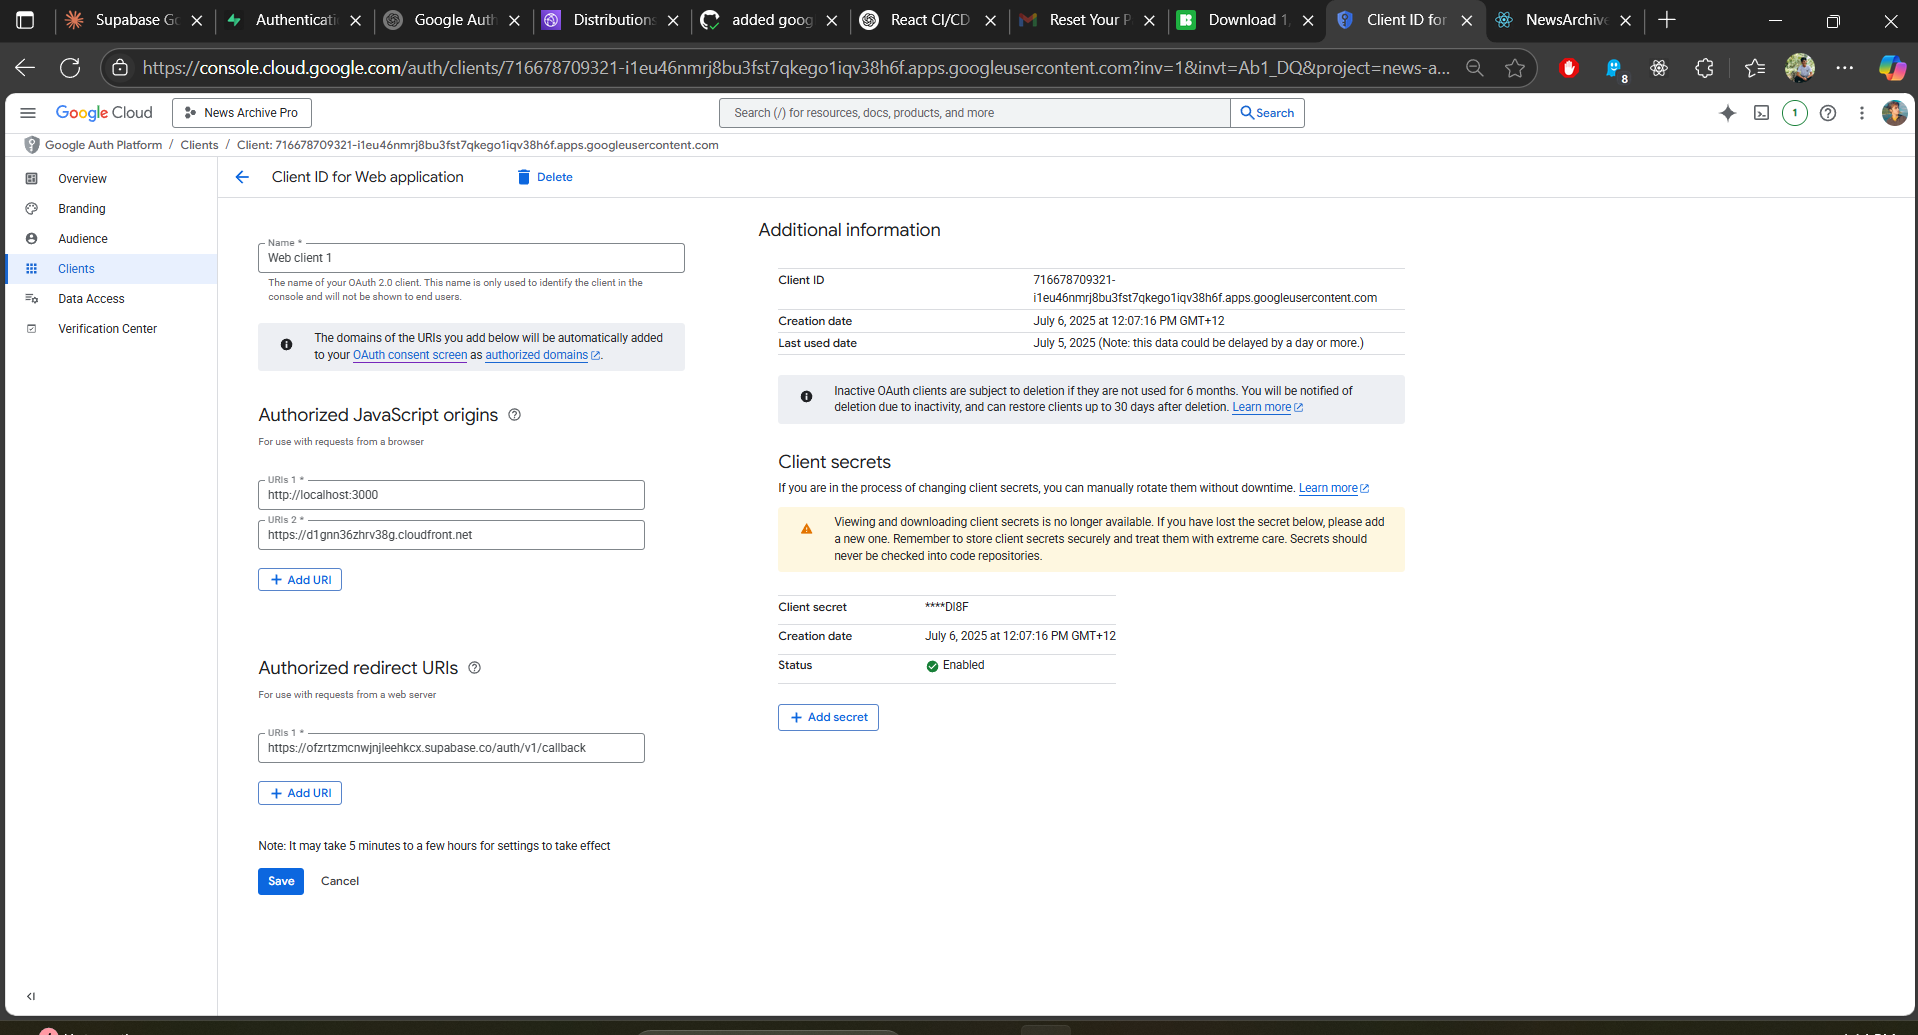 Supabase Go
Authenticati
Google Auth
Distributions
added goog
React CI/CD
Reset Your P
Download 1,
Client ID for
NewsArchive
https://console.cloud.google.com/auth/clients/716678709321-i1eu46nmrj8bu3fst7qkego1iqv38h6f.apps.googleusercontent.com?inv=1&invt=Ab1_DQ&project=news-a...
8
Google Cloud
News Archive Pro
Search (/) for resources, docs, products, and more
Search
1
Google Auth Platform / Clients / Client: 716678709321-i1eu46nmrj8bu3fst7qkego1iqv38h6f.apps.googleusercontent.com
Overview
Branding
Audience
Clients
Data Access
Verification Center
Client ID for Web application
Delete
Name *
Web client 1
The name of your OAuth 2.0 client. This name is only used to identify the client in the
console and will not be shown to end users.
The domains of the URIs you add below will be automatically added
to your OAuth consent screen as authorized domains.
Authorized JavaScript origins
For use with requests from a browser
URIs 1 *
http://localhost:3000
URIs 2 *
https://d1gnn36zhrv38g.cloudfront.net
+ Add URI
Authorized redirect URIs
For use with requests from a web server
URIs 1 *
https://ofzrtzmcnwjnjleehkcx.supabase.co/auth/v1/callback
+ Add URI
Note: It may take 5 minutes to a few hours for settings to take effect
Save
Cancel
Additional information
Client ID
716678709321-
i1eu46nmrj8bu3fst7qkego1iqv38h6f.apps.googleusercontent.com
Creation date
July 6, 2025 at 12:07:16 PM GMT+12
Last used date
July 5, 2025 (Note: this data could be delayed by a day or more.)
Inactive OAuth clients are subject to deletion if they are not used for 6 months. You will be notified of
deletion due to inactivity, and can restore clients up to 30 days after deletion. Learn more
Client secrets
If you are in the process of changing client secrets, you can manually rotate them without downtime. Learn more
Viewing and downloading client secrets is no longer available. If you have lost the secret below, please add
a new one. Remember to store client secrets securely and treat them with extreme care. Secrets should
never be checked into code repositories.
Client secret
****Dl8F
Creation date
July 6, 2025 at 12:07:16 PM GMT+12
Status
Enabled
+ Add secret